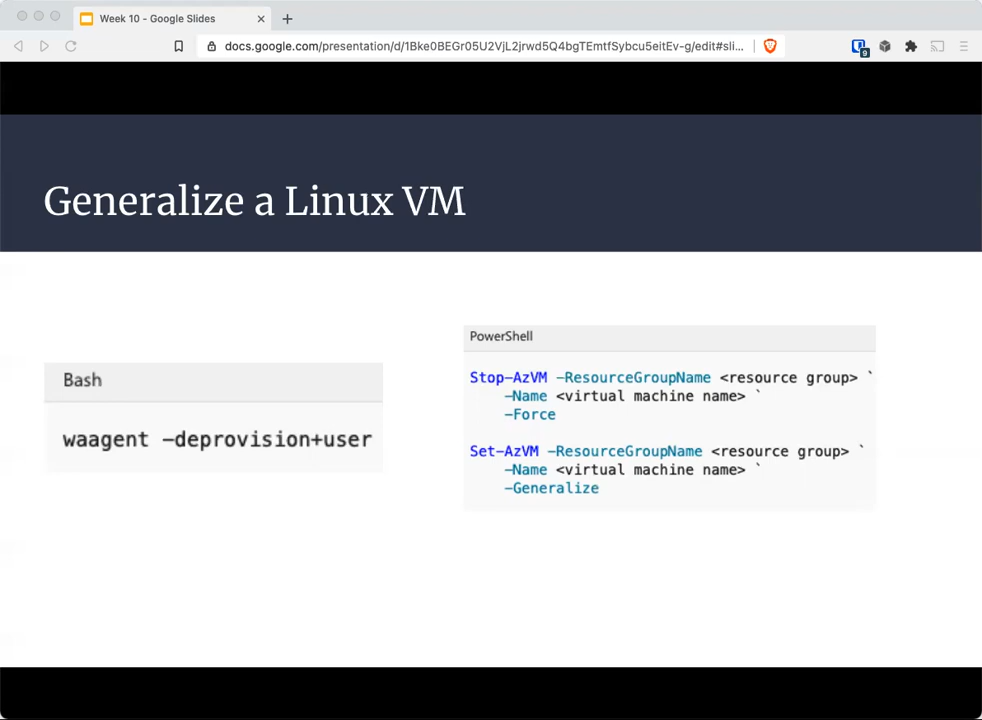 Week 10 - Google Slides
docs.google.com/presentation/d/1Bke0BEGr05U2VjL2jrwd5Q4bgTEmtfSybcu5eitEv-g/edit#sli...
9
Generalize a Linux VM
Bash
waagent -deprovision+user
PowerShell
Stop-AzVM -ResourceGroupName <resource group> `
-Name <virtual machine name> `
-Force
Set-AzVM -ResourceGroupName <resource group> `
-Name <virtual machine name> `
-Generalize